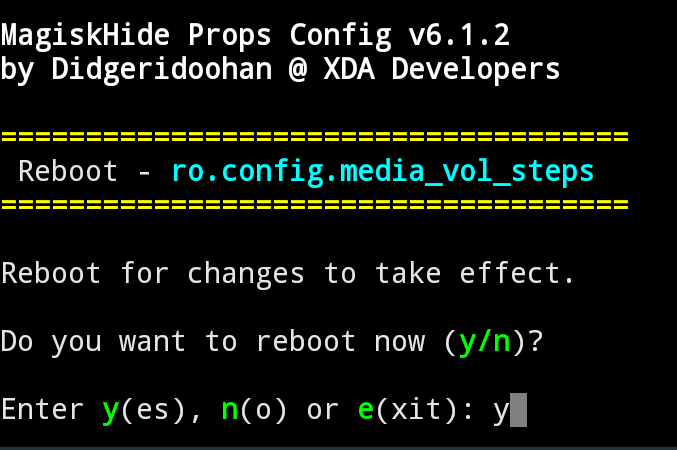 MagiskHide Props Config v6.1.2
by Didgeridoohan @ XDA Developers
=====================================
Reboot - ro.config.media_vol_steps
=====================================
Reboot for changes to take effect.
Do you want to reboot now (y/n)?
Enter y(es), n(o) or e(xit): y